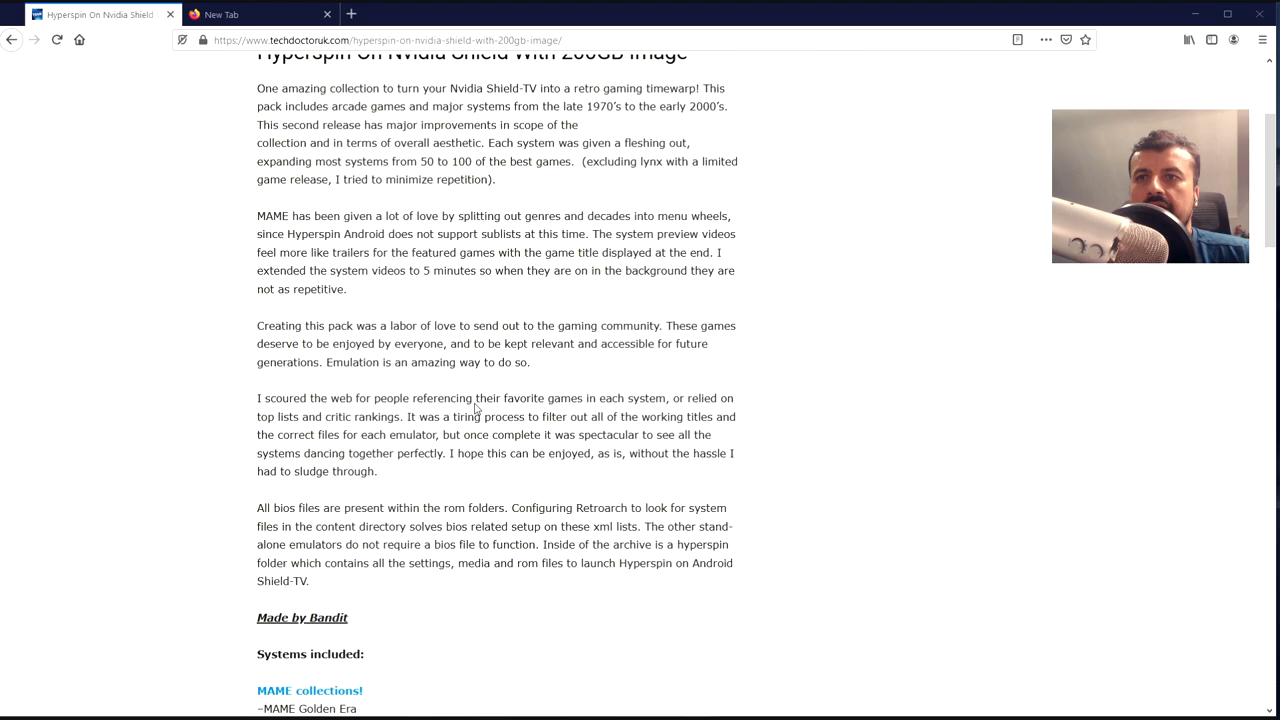 Hyperspin On Nvidia Shield
New Tab
https://www.techdoctoruk.com/hyperspin-on-nvidia-shield-with-200gb-image/
Hyperspin On Nvidia Shield With 200GB Image
One amazing collection to turn your Nvidia Shield-TV into a retro gaming timewarp! This
pack includes arcade games and major systems from the late 1970's to the early 2000's.
This second release has major improvements in scope of the
collection and in terms of overall aesthetic. Each system was given a fleshing out,
expanding most systems from 50 to 100 of the best games.  (excluding lynx with a limited
game release, I tried to minimize repetition).
MAME has been given a lot of love by splitting out genres and decades into menu wheels,
since Hyperspin Android does not support sublists at this time. The system preview videos
feel more like trailers for the featured games with the game title displayed at the end. I
extended the system videos to 5 minutes so when they are on in the background they are
not as repetitive.
Creating this pack was a labor of love to send out to the gaming community. These games
deserve to be enjoyed by everyone, and to be kept relevant and accessible for future
generations. Emulation is an amazing way to do so.
I scoured the web for people referencing their favorite games in each system, or relied on
top lists and critic rankings. It was a tiring process to filter out all of the working titles and
the correct files for each emulator, but once complete it was spectacular to see all the
systems dancing together perfectly. I hope this can be enjoyed, as is, without the hassle I
had to sludge through.
All bios files are present within the rom folders. Configuring Retroarch to look for system
files in the content directory solves bios related setup on these xml lists. The other stand-
alone emulators do not require a bios file to function. Inside of the archive is a hyperspin
folder which contains all the settings, media and rom files to launch Hyperspin on Android
Shield-TV.
Made by Bandit
Systems included:
MAME collections!
–MAME Golden Era